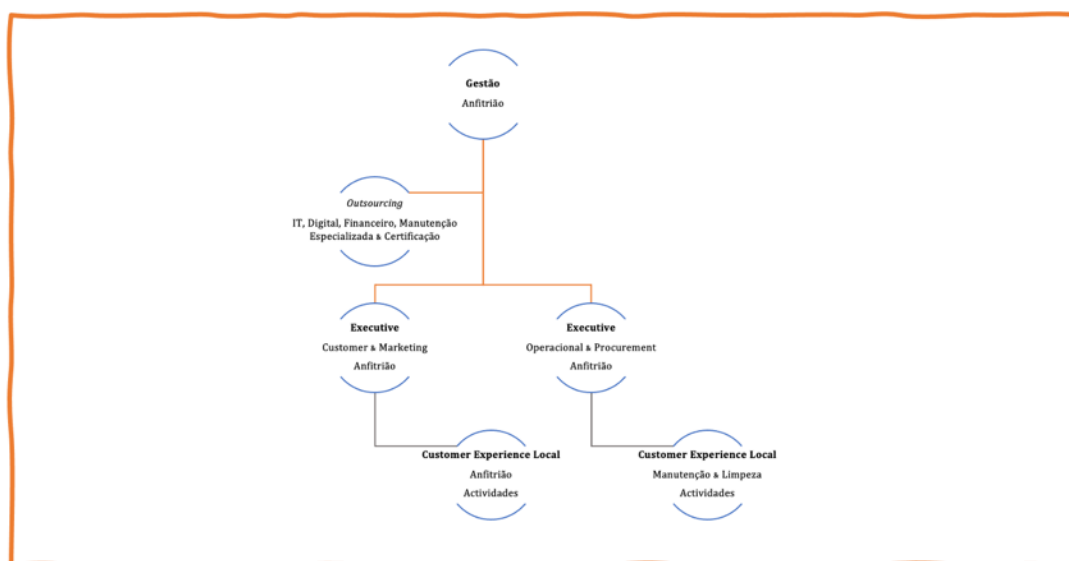 Gestão
Anfitrião
Outsourcing
IT, Digital, Financeiro, Manutenção
Especializada & Certificação
Executive
Customer & Marketing
Anfitrião
Executive
Operacional & Procurement
Anfitrião
Customer Experience Local
Anfitrião
Actividades
Customer Experience Local
Manutenção & Limpeza
Actividades